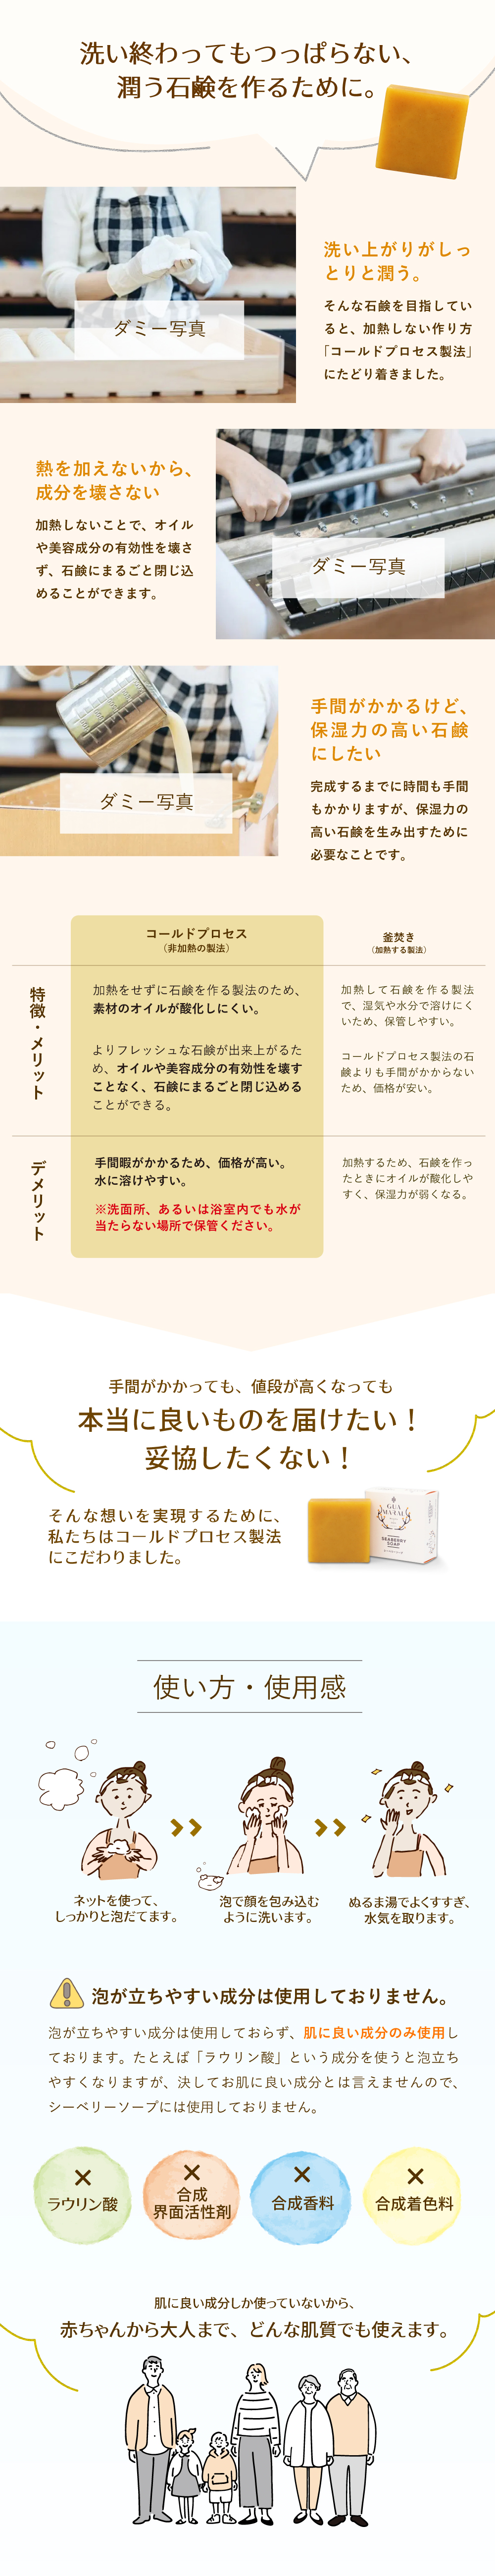 洗い終わってもつっぱらない、
潤う石鹸を作るために。
ダミー写真
洗い上がりがしっ
とりと潤う。
そんな石鹸を目指してい
ると、加熱しない作り方
「コールドプロセス製法」
にたどり着きました。
熱を加えないから、
成分を壊さない
加熱しないことで、オイル
や美容成分の有効性を壊さ
ず、石鹸にまるごと閉じ込
めることができます。
ダミー写真
ダミー写真
手間がかかるけど、
保湿力の高い石鹸
にしたい
完成するまでに時間も手間
もかかりますが、保湿力の
高い石鹸を生み出すために
必要なことです。
コールドプロセス
（非加熱の製法）
釜焚き
（加熱する製法）
特徴・メリット
加熱をせずに石鹸を作る製法のため、
素材のオイルが酸化しにくい。
よりフレッシュな石鹸が出来上がるた
め、オイルや美容成分の有効性を壊す
ことなく、石鹸にまるごと閉じ込める
ことができる。
加熱して石鹸を作る製法
で、湿気や水分で溶けにく
いため、保管しやすい。
コールドプロセス製法の石
鹸よりも手間がかからない
ため、価格が安い。
デメリット
手間暇がかかるため、価格が高い。
水に溶けやすい。
※洗面所、あるいは浴室内でも水が
当たらない場所で保管ください。
加熱するため、石鹸を作っ
たときにオイルが酸化しや
すく、保湿力が弱くなる。
手間がかかっても、値段が高くなっても
本当に良いものを届けたい！
妥協したくない！
そんな想いを実現するために、
私たちはコールドプロセス製法
にこだわりました。
GUA
MARAL
SEABERRY
SOAP
使い方・使用感
ネットを使って、
しっかりと泡だてます。
泡で顔を包み込む
ように洗います。
ぬるま湯でよくすすぎ、
水気を取ります。
泡が立ちやすい成分は使用しておりません。
泡が立ちやすい成分は使用しておらず、肌に良い成分のみ使用し
ております。たとえば「ラウリン酸」という成分を使うと泡立ち
やすくなりますが、決してお肌に良い成分とは言えませんので、
シーベリーソープには使用しておりません。
×
ラウリン酸
×
合成
界面活性剤
×
合成香料
×
合成着色料
肌に良い成分しか使っていないから、
赤ちゃんから大人まで、どんな肌質でも使えます。